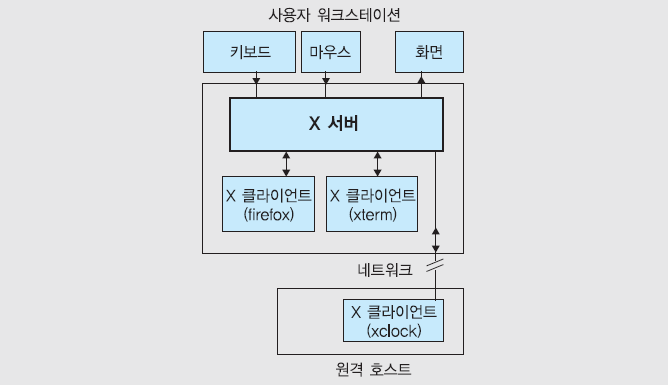 사용자 워크스테이션
키보드
마우스
화면
X 서버
X 클라이언트
(firefox)
X 클라이언트
(xterm)
네트워크
X 클라이언트
(xclock)
원격 호스트